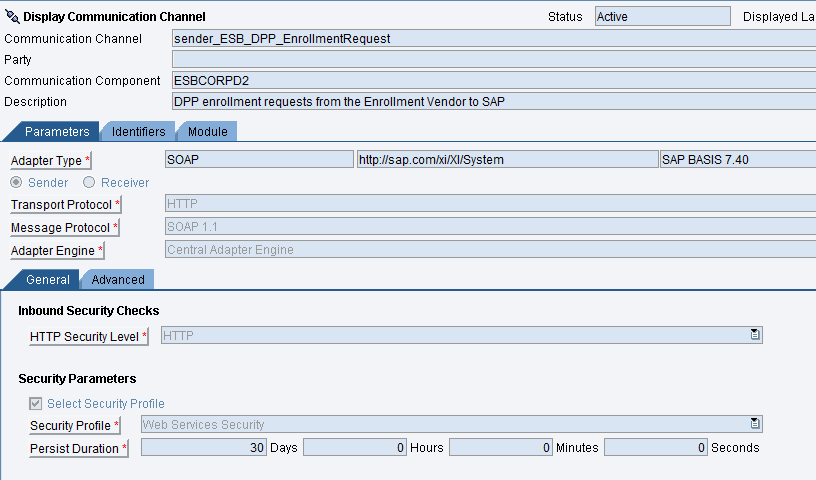 Display Communication Channel Status Active Displayed La
Communication Channel sender_ESB_DPP_EnrollmentRequest
Party
Communication Component ESBCORPD2
Description DPP enrollment requests from the Enrollment Vendor to SAP
Parameters Identifiers Module
Adapter Type * SOAP http://sap.com/xi/XI/System SAP BASIS 7.40
Sender Receiver
Transport Protocol * HTTP
Message Protocol * SOAP 1.1
Adapter Engine * Central Adapter Engine
General Advanced
Inbound Security Checks
HTTP Security Level * HTTP
Security Parameters
Select Security Profile
Security Profile * Web Services Security
Persist Duration * 30 Days 0 Hours 0 Minutes 0 Seconds